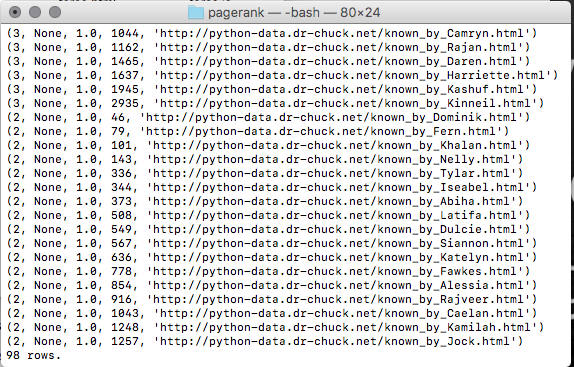 pagerank — -bash — 80×24
(3, None, 1.0, 1044, 'http://python-data.dr-chuck.net/known_by_Camryn.html')
(3, None, 1.0, 1162, 'http://python-data.dr-chuck.net/known_by_Rajan.html')
(3, None, 1.0, 1465, 'http://python-data.dr-chuck.net/known_by_Daren.html')
(3, None, 1.0, 1637, 'http://python-data.dr-chuck.net/known_by_Harriette.html')
(3, None, 1.0, 1945, 'http://python-data.dr-chuck.net/known_by_Kashuf.html')
(3, None, 1.0, 2935, 'http://python-data.dr-chuck.net/known_by_Kinneil.html')
(2, None, 1.0, 46, 'http://python-data.dr-chuck.net/known_by_Dominik.html')
(2, None, 1.0, 79, 'http://python-data.dr-chuck.net/known_by_Fern.html')
(2, None, 1.0, 101, 'http://python-data.dr-chuck.net/known_by_Khalan.html')
(2, None, 1.0, 143, 'http://python-data.dr-chuck.net/known_by_Nelly.html')
(2, None, 1.0, 336, 'http://python-data.dr-chuck.net/known_by_Tylar.html')
(2, None, 1.0, 344, 'http://python-data.dr-chuck.net/known_by_Iseabel.html')
(2, None, 1.0, 373, 'http://python-data.dr-chuck.net/known_by_Abiha.html')
(2, None, 1.0, 508, 'http://python-data.dr-chuck.net/known_by_Latifa.html')
(2, None, 1.0, 549, 'http://python-data.dr-chuck.net/known_by_Dulcie.html')
(2, None, 1.0, 567, 'http://python-data.dr-chuck.net/known_by_Siannon.html')
(2, None, 1.0, 636, 'http://python-data.dr-chuck.net/known_by_Katelyn.html')
(2, None, 1.0, 778, 'http://python-data.dr-chuck.net/known_by_Fawkes.html')
(2, None, 1.0, 854, 'http://python-data.dr-chuck.net/known_by_Alessia.html')
(2, None, 1.0, 916, 'http://python-data.dr-chuck.net/known_by_Rajveer.html')
(2, None, 1.0, 1043, 'http://python-data.dr-chuck.net/known_by_Caelan.html')
(2, None, 1.0, 1248, 'http://python-data.dr-chuck.net/known_by_Kamilah.html')
(2, None, 1.0, 1257, 'http://python-data.dr-chuck.net/known_by_Jock.html')
98 rows.